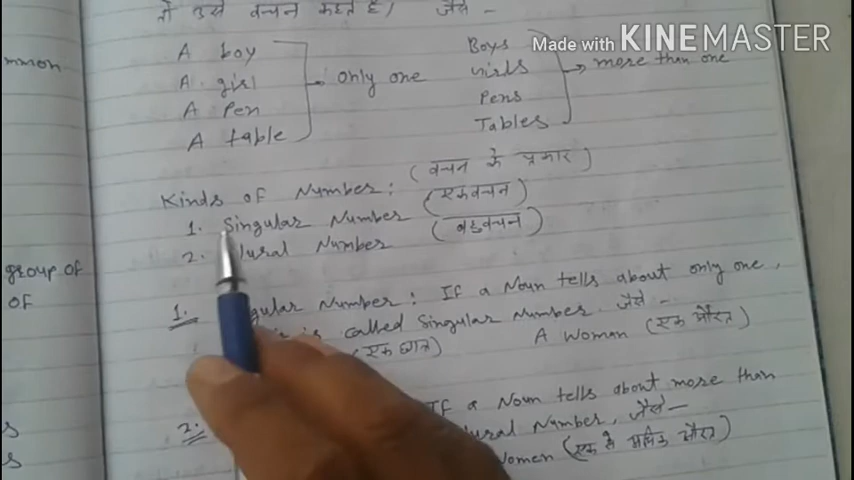 तो उसे वचन कहते हैं। जैसे -
Made with KINEMASTER
A boy Boys
A girl only one Girls more than one
A Pen Pens
A table Tables
mmon
Kinds of Number: (वचन के प्रकार)
1. Singular Number (एकवचन)
2. Plural Number (बहुवचन)
group of
OF
1. Singular Number: If a Noun tells about only one,
is called Singular Number. जैसे -
(एक छात्र) A Woman (एक औरत)
2. If a Noun tells about more than
Plural Number, जैसे -
Women (एक से अधिक औरत)
s
s